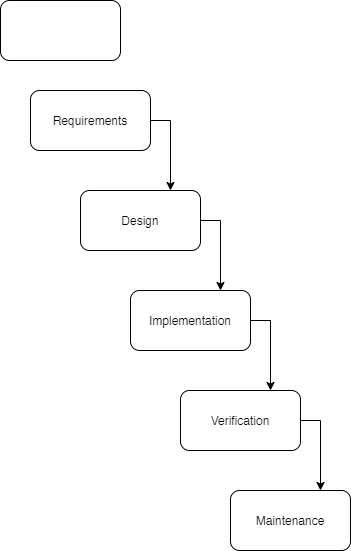 Requirements
Design
Implementation
Verification
Maintenance